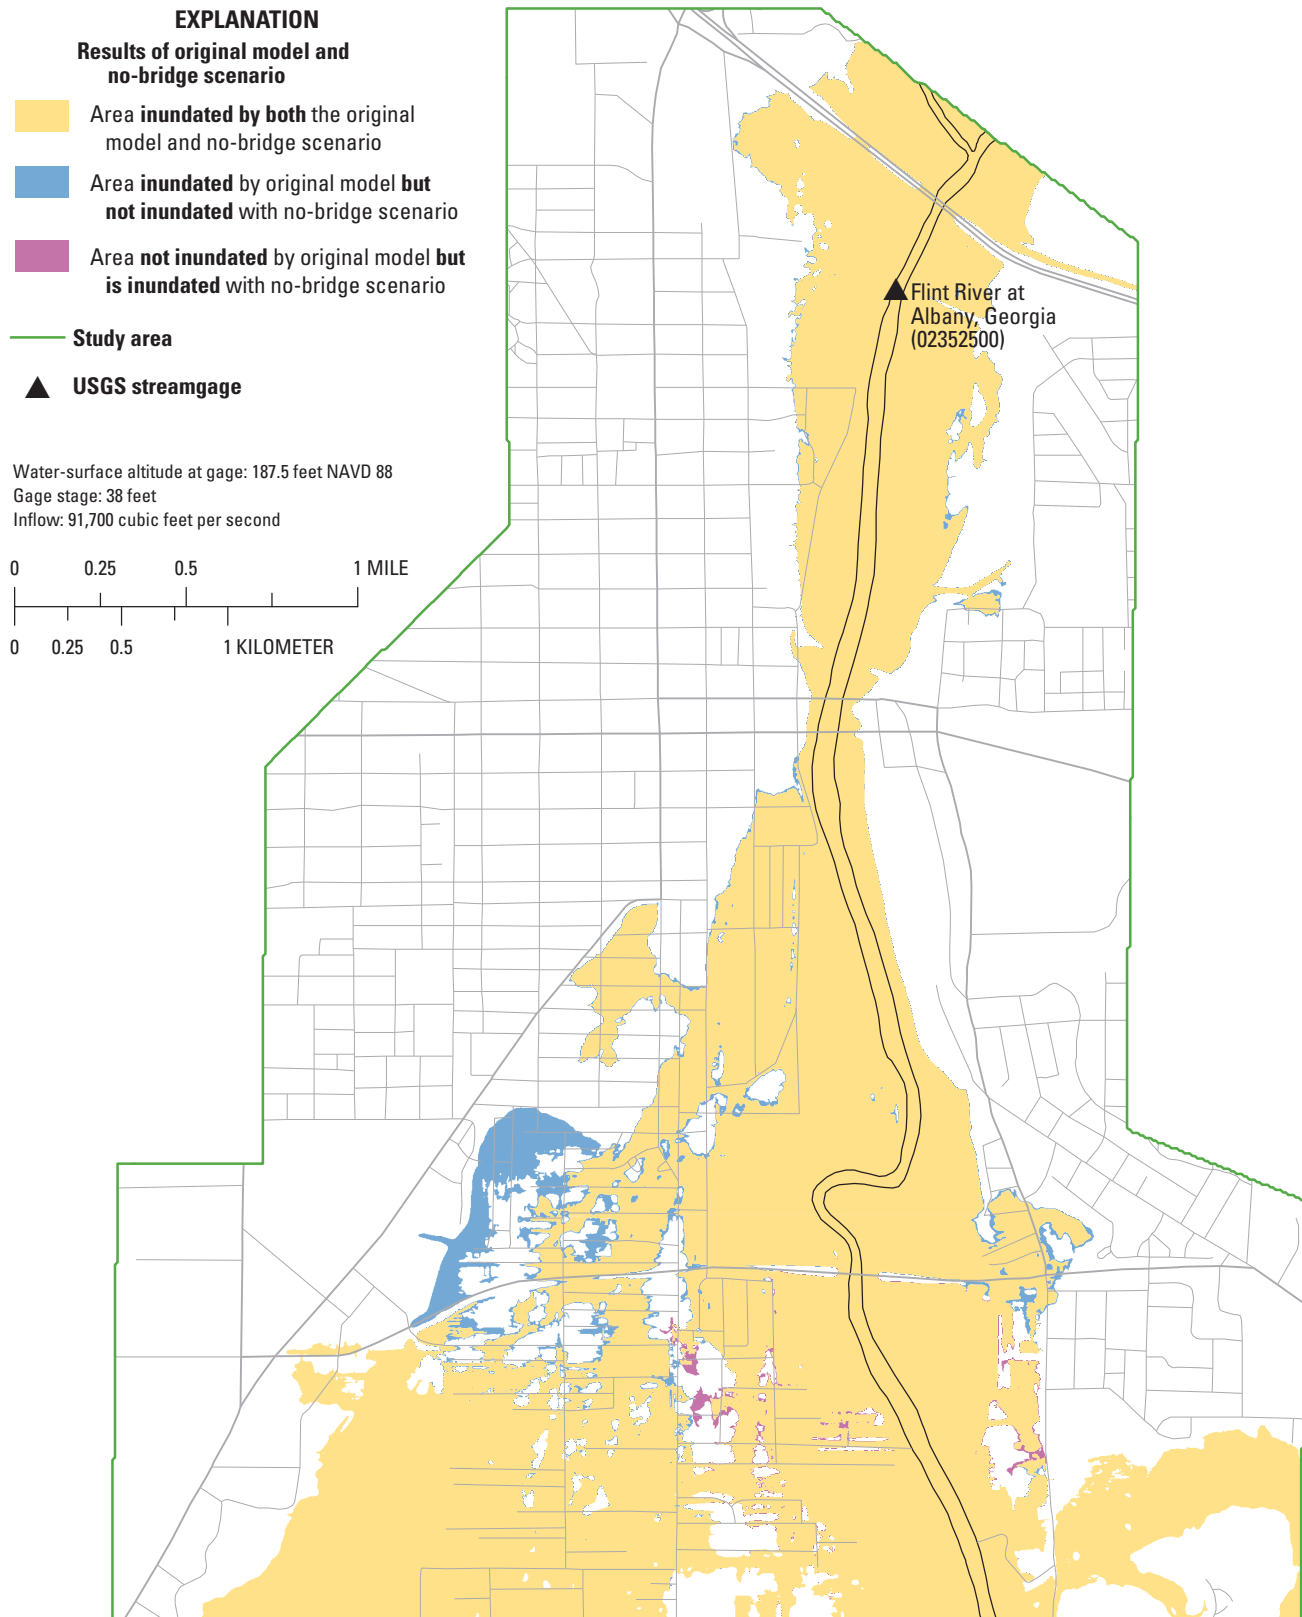 EXPLANATION
Results of original model and
no-bridge scenario
Area inundated by both the original
model and no-bridge scenario
Area inundated by original model but
not inundated with no-bridge scenario
Area not inundated by original model but
is inundated with no-bridge scenario
Study area
USGS streamgage
Water-surface altitude at gage: 187.5 feet NAVD 88
Gage stage: 38 feet
Inflow: 91,700 cubic feet per second
0 0.25 0.5 1 MILE
0 0.25 0.5 1 KILOMETER
Flint River at
Albany, Georgia
(02352500)